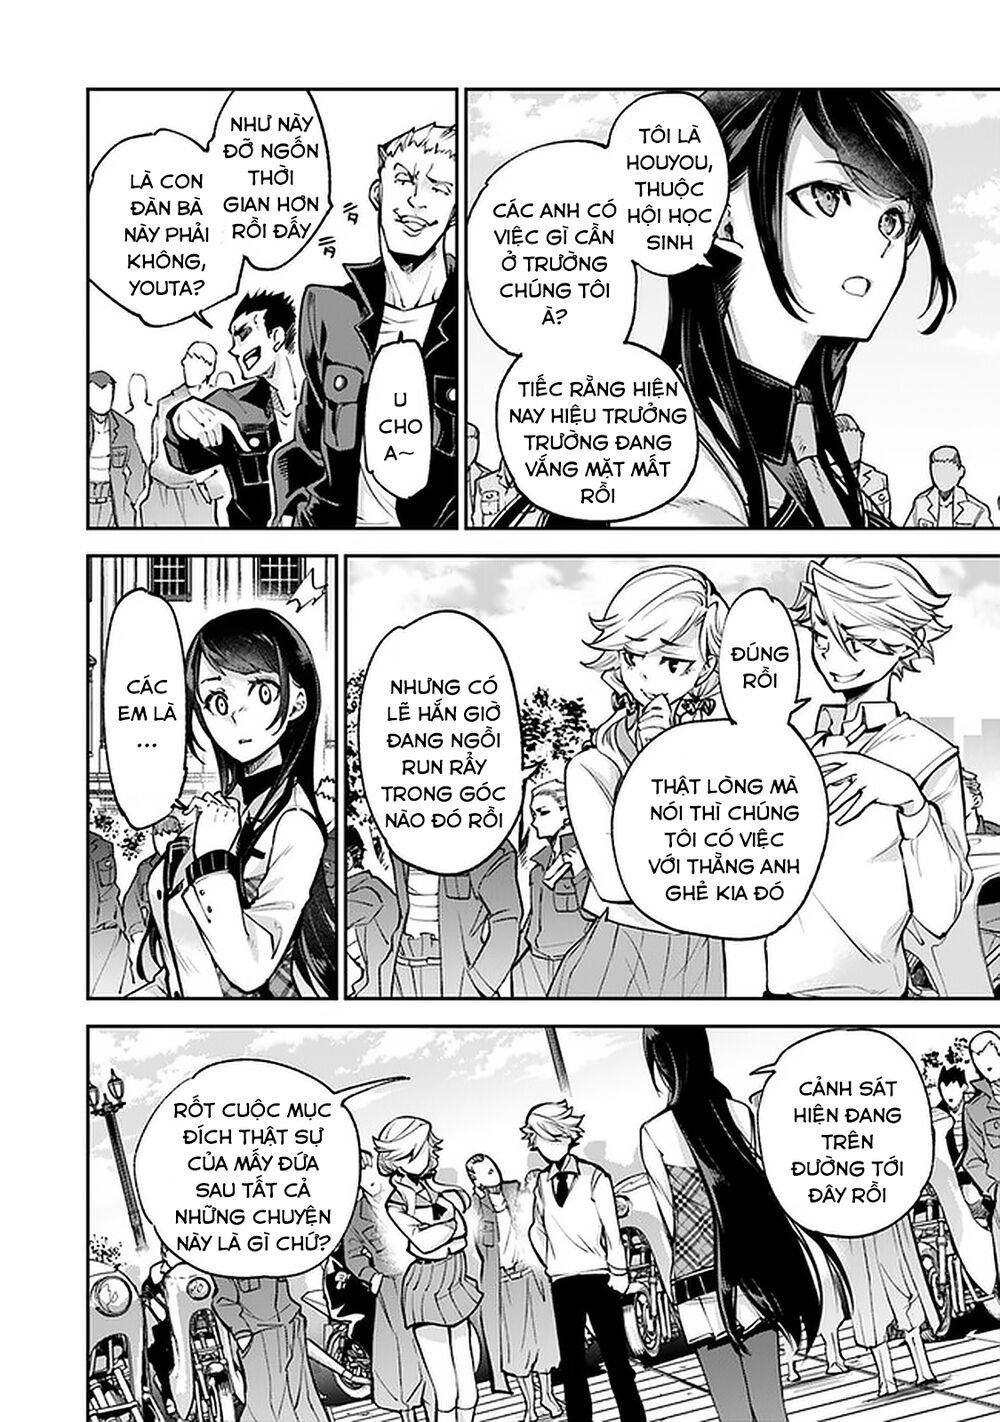 TÔI LÀ
HOUYOU,
THUỘC
HỘI HỌC
SINH
CÁC ANH CÓ
VIỆC GÌ CẦN
Ở TRƯỜNG
CHÚNG TÔI
À?
TIẾC RẰNG HIỆN
NAY HIỆU TRƯỞNG
TRƯỜNG ĐANG
VẮNG MẶT MẤT
RỒI
NHƯ NÀY
ĐỠ NGỐN
THỜI
GIAN HƠN
RỒI ĐẤY
LÀ CON
ĐÀN BÀ
NÀY PHẢI
KHÔNG,
YOUTA?
U
CHO
A~
ĐÚNG
RỒI
THẬT LÒNG MÀ
NÓI THÌ CHÚNG
TÔI CÓ VIỆC
VỚI THẰNG ANH
GHẺ KIA ĐÓ
NHƯNG CÓ
LẼ HẮN GIỜ
ĐANG NGỒI
RUN RẨY
TRONG GÓC
NÀO ĐÓ RỒI
CÁC
EM LÀ
...
CẢNH SÁT
HIỆN ĐANG
TRÊN
ĐƯỜNG TỚI
ĐÂY RỒI
RỐT CUỘC MỤC
ĐÍCH THẬT SỰ
CỦA MẤY ĐỨA
SAU TẤT CẢ
NHỮNG CHUYỆN
NÀY LÀ GÌ CHỨ?